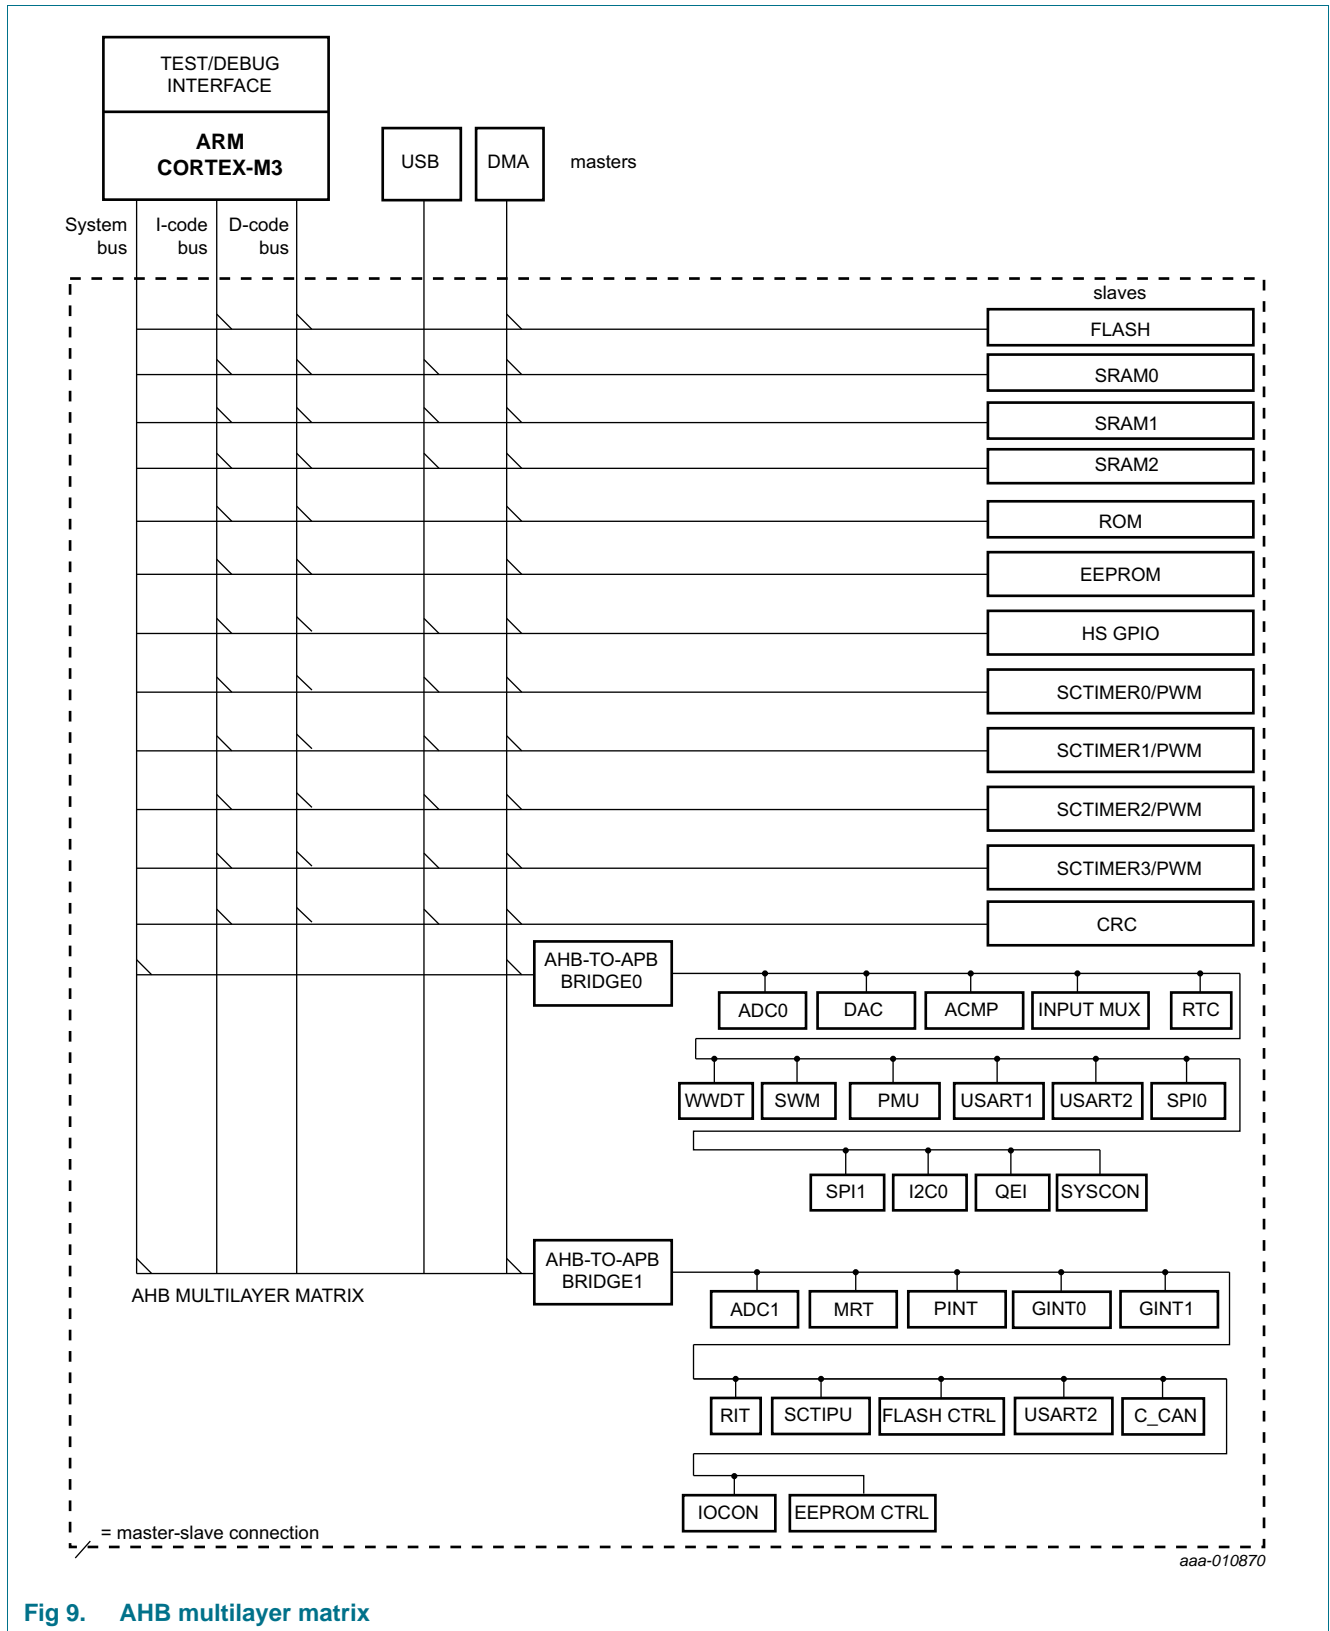 TEST/DEBUG
INTERFACE
ARM
CORTEX-M3
USB
DMA
masters
System
bus
I-code
bus
D-code
bus
slaves
FLASH
SRAM0
SRAM1
SRAM2
ROM
EEPROM
HS GPIO
SCTIMER0/PWM
SCTIMER1/PWM
SCTIMER2/PWM
SCTIMER3/PWM
CRC
AHB-TO-APB
BRIDGE0
ADC0
DAC
ACMP
INPUT MUX
RTC
WWDT
SWM
PMU
USART1
USART2
SPI0
SPI1
I2C0
QEI
SYSCON
AHB-TO-APB
BRIDGE1
AHB MULTILAYER MATRIX
ADC1
MRT
PINT
GINT0
GINT1
RIT
SCTIPU
FLASH CTRL
USART2
C_CAN
IOCON
EEPROM CTRL
= master-slave connection
aaa-010870
Fig 9. AHB multilayer matrix